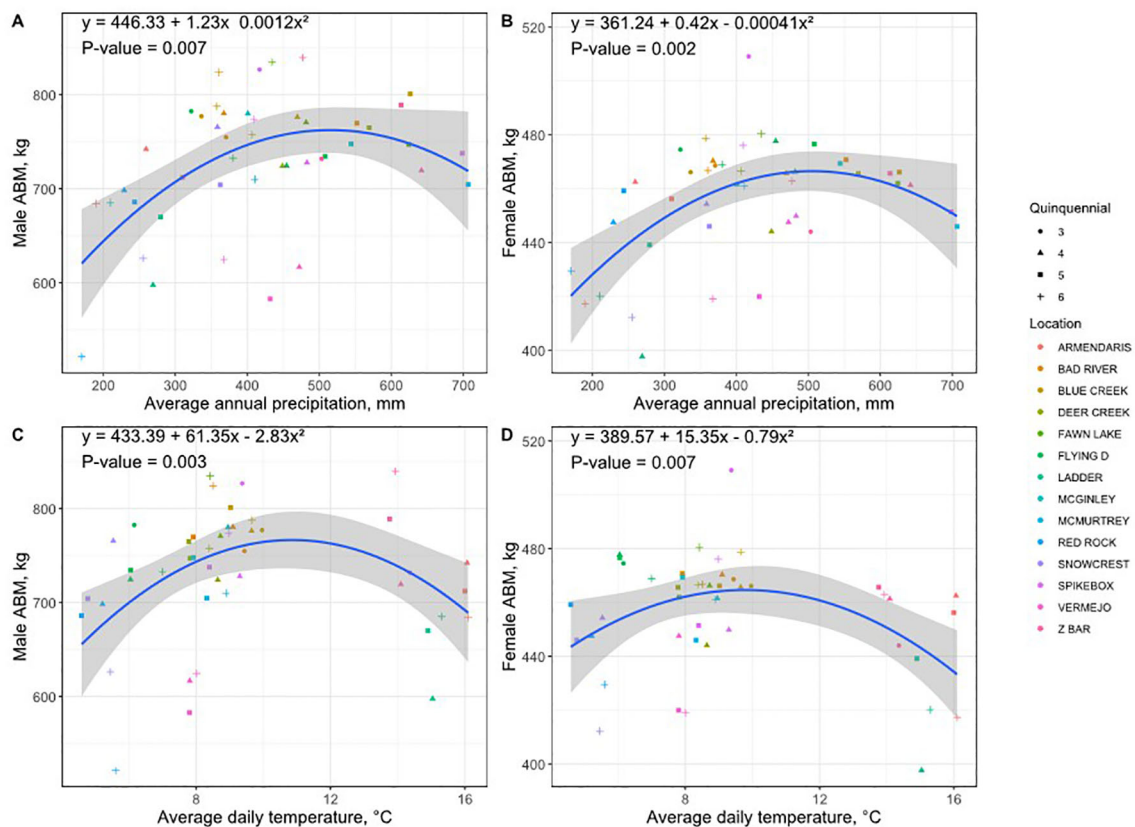 A
y = 446.33 + 1.23x 0.0012x²
P-value = 0.007
Male ABM, kg
800
700
600
200
300
400
500
600
700
Average annual precipitation, mm
B
y = 361.24 + 0.42x - 0.00041x²
P-value = 0.002
Female ABM, kg
520
480
440
400
200
300
400
500
600
700
Average annual precipitation, mm
C
y = 433.39 + 61.35x - 2.83x²
P-value = 0.003
Male ABM, kg
800
700
600
8
12
16
Average daily temperature, °C
D
y = 389.57 + 15.35x - 0.79x²
P-value = 0.007
Female ABM, kg
520
480
440
400
8
12
16
Average daily temperature, °C
Quinquennial
3
4
5
6
Location
ARMENDARIS
BAD RIVER
BLUE CREEK
DEER CREEK
FAWN LAKE
FLYING D
LADDER
MCGINLEY
MCMURTREY
RED ROCK
SNOWCREST
SPIKEBOX
VERMEJO
Z BAR